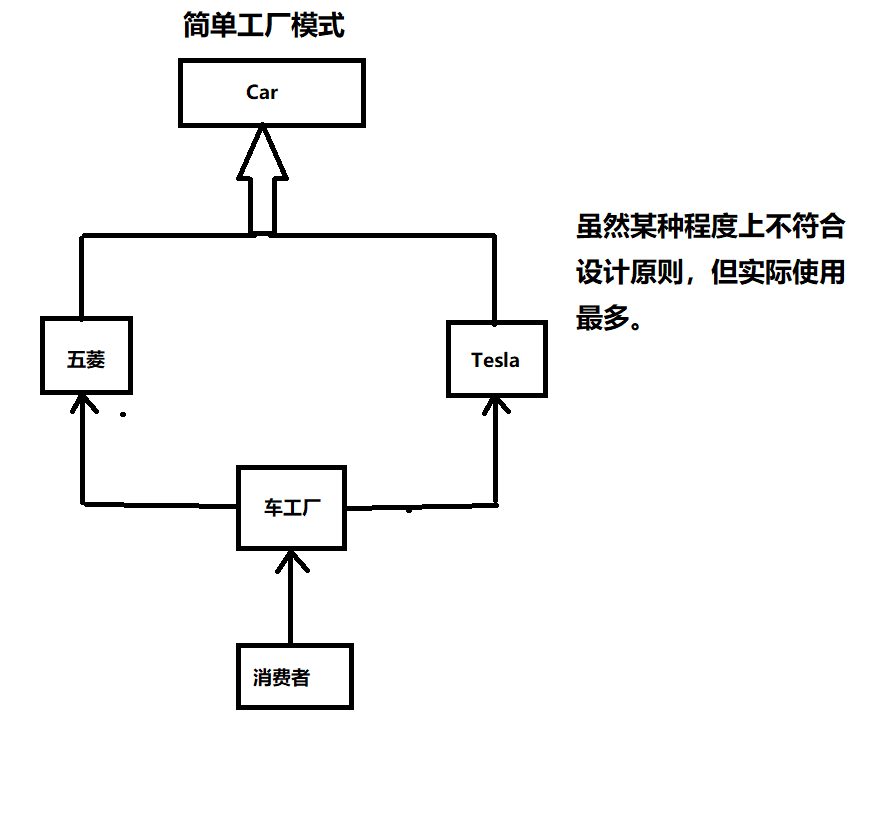 简单工厂模式
Car
虽然某种程度上不符合
设计原则，但实际使用
最多。
五菱
Tesla
车工厂
消费者